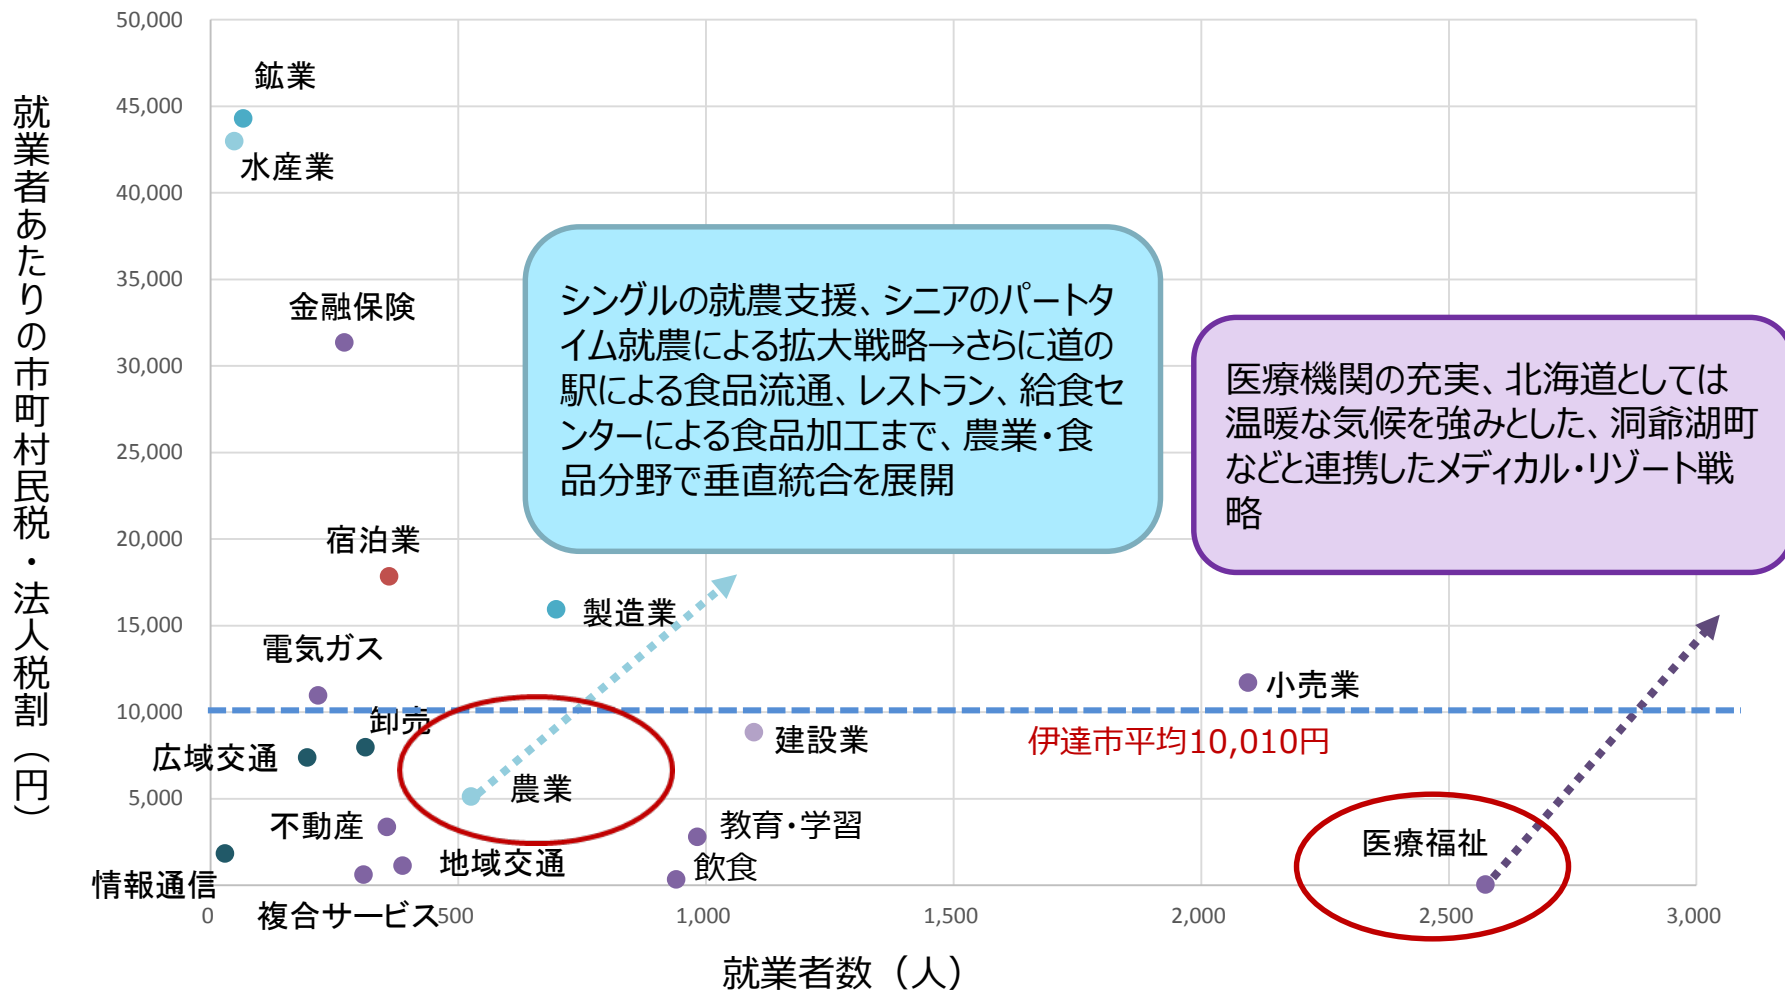 就業者あたりの市町村民税・法人税割（円）
50,000
45,000
40,000
35,000
30,000
25,000
20,000
15,000
10,000
5,000
鉱業
水産業
金融保険
宿泊業
製造業
電気ガス
卸売
広域交通
農業
不動産
地域交通
情報通信
複合サービス
建設業
教育・学習
飲食
小売業
医療福祉
シングルの就農支援、シニアのパートタ
イム就農による拡大戦略→さらに道の
駅による食品流通、レストラン、給食セ
ンターによる食品加工まで、農業・食
品分野で垂直統合を展開
医療機関の充実、北海道としては
温暖な気候を強みとした、洞爺湖町
などと連携したメディカル・リゾート戦
略
伊達市平均10,010円
0
500
1,000
1,500
2,000
2,500
3,000
就業者数（人）